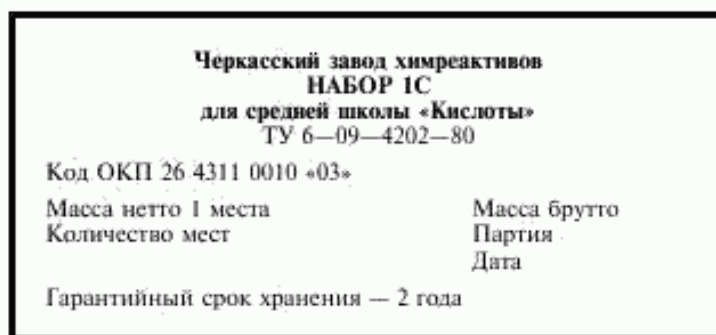 Черкасский завод химреактивов
НАБОР 1С
для средней школы «Кислоты»
ТУ 6—09—4202—80
Код ОКП 26 4311 0010 «03»
Масса нетто 1 места Масса брутто
Количество мест Партия
Дата
Гарантийный срок хранения — 2 года